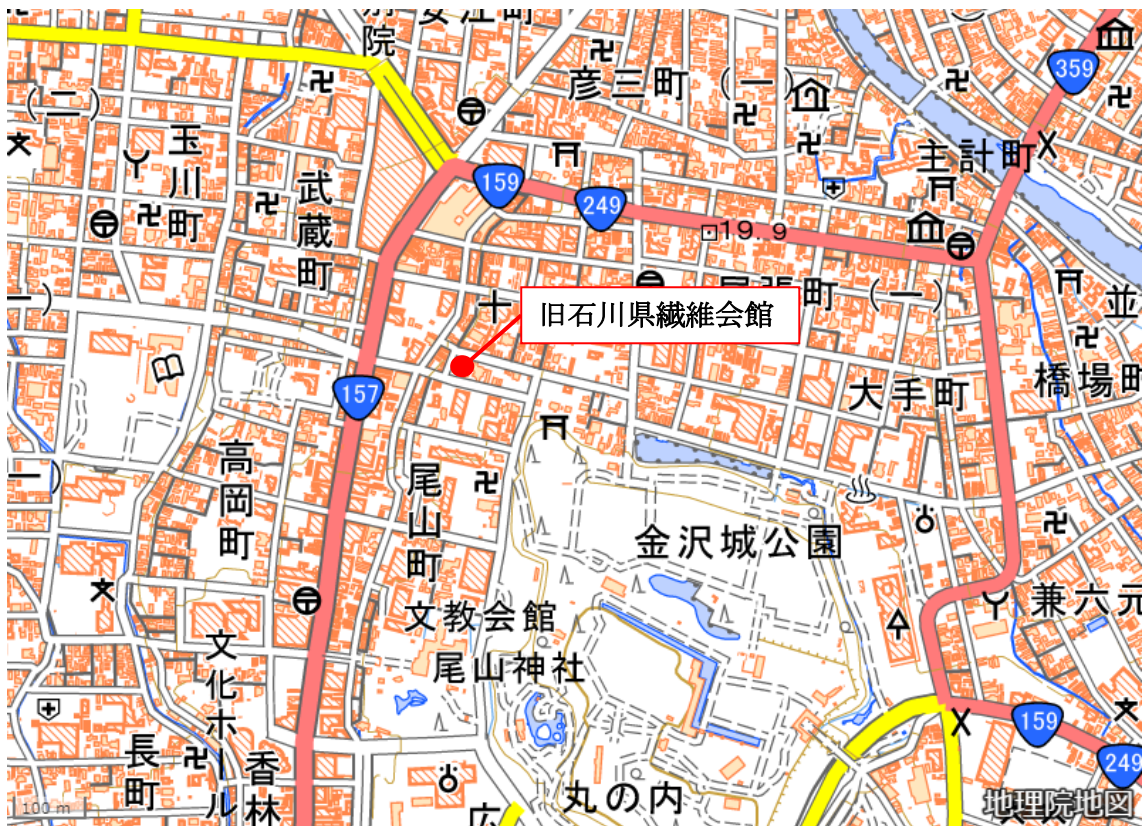 別院
安江町
彦三町
(一)
359
(二)
玉川町
武蔵町
159
249
主計町
19.9
尾張町
(一)
並
十
旧石川県繊維会館
157
大手町
橋場町
高岡町
尾山町
金沢城公園
兼六元
文教会館
尾山神社
文化ホール
159
249
長町
香林
広
丸の内
100 m
地理院地図